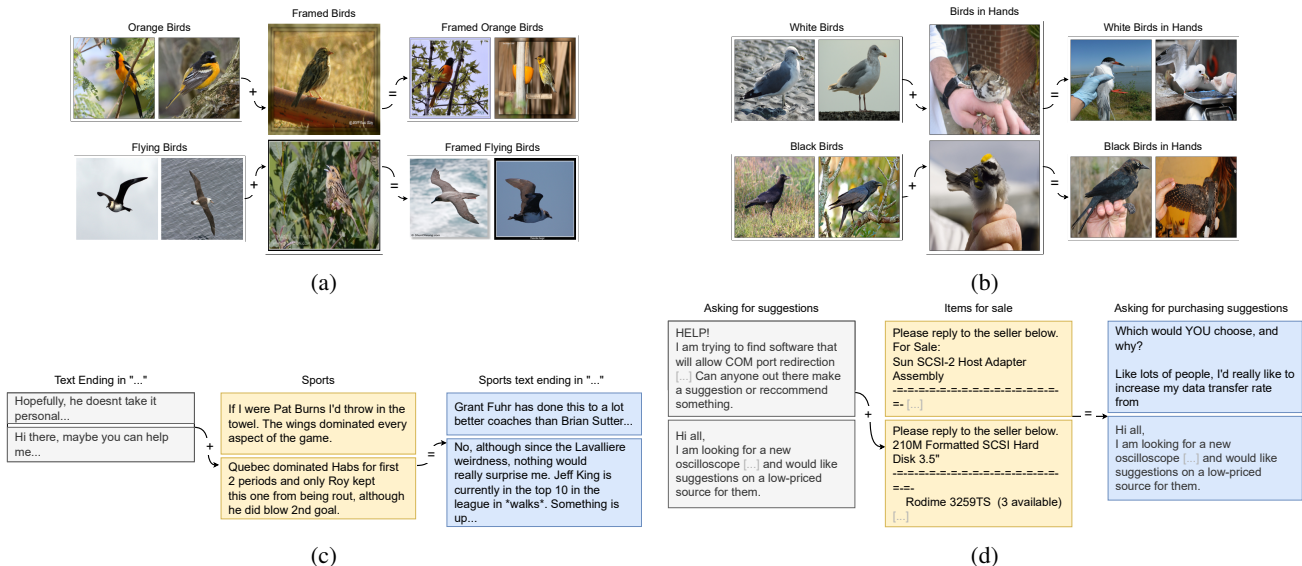 Orange Birds
Framed Birds
Framed Orange Birds
+
=
Flying Birds
Framed Flying Birds
+
=
(a)
White Birds
Birds in Hands
White Birds in Hands
+
=
Black Birds
Black Birds in Hands
+
=
(b)
Text Ending in "..."
Hopefully, he doesnt take it
personal...
Hi there, maybe you can help
me...
+
Sports
If I were Pat Burns I'd throw in the
towel. The wings dominated every
aspect of the game.
Quebec dominated Habs for first
2 periods and only Roy kept
this one from being rout, although
he did blow 2nd goal.
=
Sports text ending in "..."
Grant Fuhr has done this to a lot
better coaches than Brian Sutter...
No, although since the Lavalliere
weirdness, nothing would
really surprise me. Jeff King is
currently in the top 10 in the
league in *walks*. Something is
up...
(c)
Asking for suggestions
HELP!
I am trying to find software that
will allow COM port redirection
[...] Can anyone out there make
a suggestion or reccommend
something.
Hi all,
I am looking for a new
oscilloscope [...] and would like
suggestions on a low-priced
source for them.
+
Items for sale
Please reply to the seller below.
For Sale:
Sun SCSI-2 Host Adapter
Assembly
-=-=-=-=-=-=-=-=-=-=-=-=-=-=-
=- [...]
Please reply to the seller below.
210M Formatted SCSI Hard
Disk 3.5"
-=-=-=-=-=-=-=-=-=-=-=-=-=-=-
=-=-
Rodime 3259TS (3 available)
[...]
=
Asking for purchasing suggestions
Which would YOU choose, and
why?
Like lots of people, I'd really like to
increase my data transfer rate
from
Hi all,
I am looking for a new
oscilloscope [...] and would like
suggestions on a low-priced
source for them.
(d)